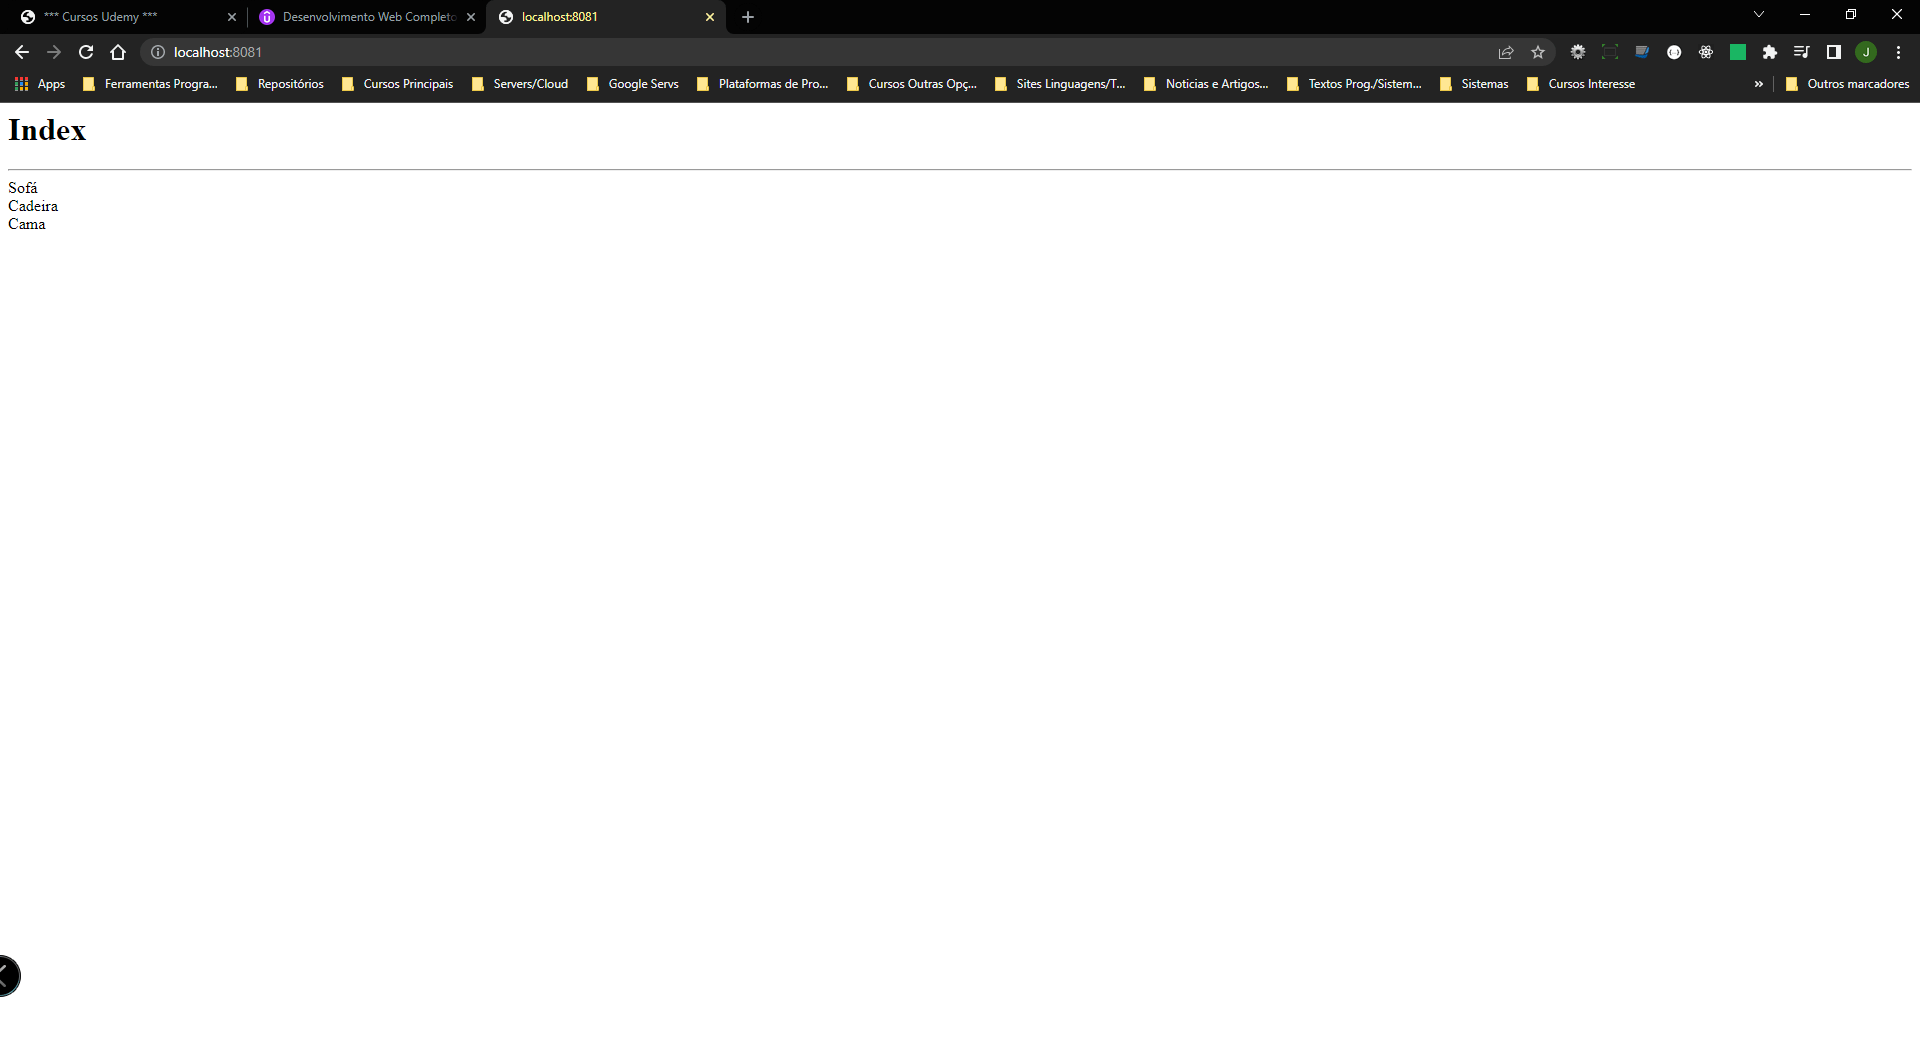 *** Cursos Udemy ***
Desenvolvimento Web Completo
localhost:8081
localhost:8081
J
Apps
Ferramentas Progra...
Repositórios
Cursos Principais
Servers/Cloud
Google Servs
Plataformas de Pro...
Cursos Outras Opç...
Sites Linguagens/T...
Noticias e Artigos...
Textos Prog./Sistem...
Sistemas
Cursos Interesse
»
Outros marcadores
Index
Sofá
Cadeira
Cama